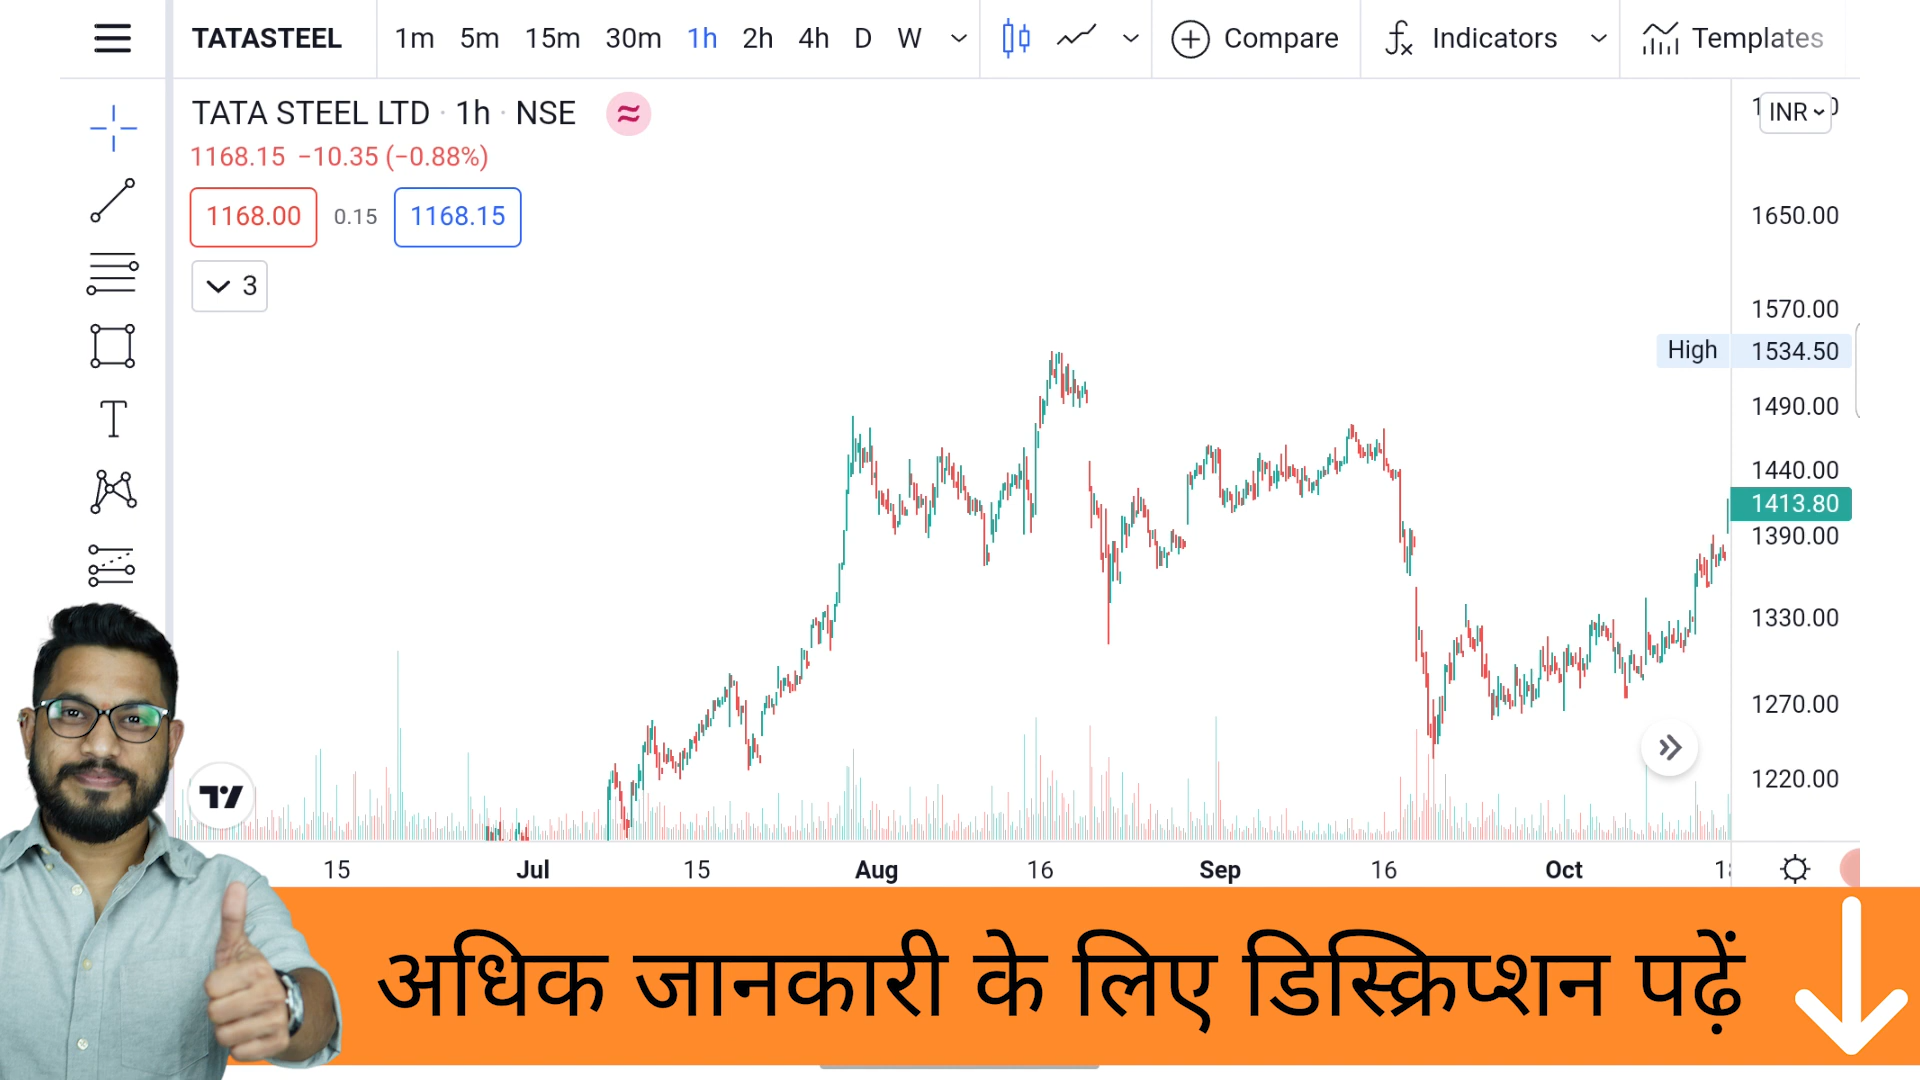 TATASTEEL 1m 5m 15m 30m 1h 2h 4h D W Compare fx Indicators Templates
TATA STEEL LTD · 1h · NSE
INR
1168.15 −10.35 (−0.88%)
1168.00 0.15 1168.15
3
1650.00
1570.00
High 1534.50
1490.00
1440.00
1413.80
1390.00
1330.00
1270.00
1220.00
15 Jul 15 Aug 16 Sep 16 Oct
अधिक जानकारी के लिए डिस्क्रिप्शन पढ़ें